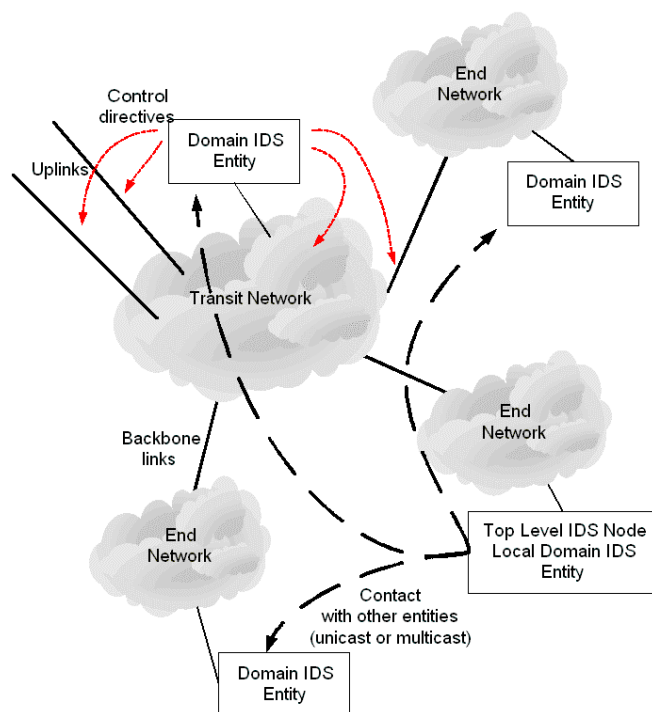 End
Network
Control
directives
Domain IDS
Entity
Uplinks
Domain IDS
Entity
Transit Network
End
Network
Backbone
links
End
Network
Top Level IDS Node
Local Domain IDS
Entity
Contact
with other entities
(unicast or multicast)
Domain IDS
Entity